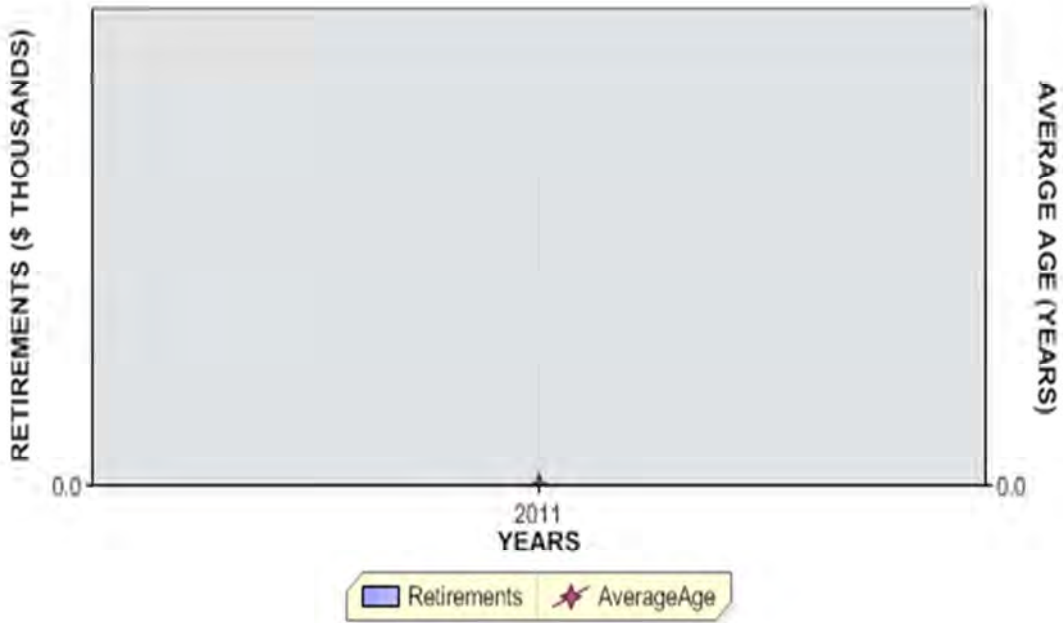 RETIREMENTS ($ THOUSANDS)
AVERAGE AGE (YEARS)
0.0
0.0
2011
YEARS
Retirements
AverageAge